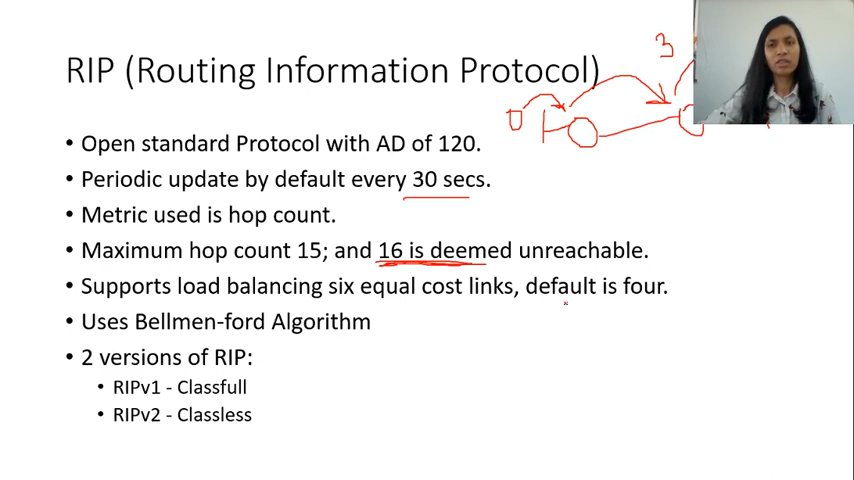 RIP (Routing Information Protocol)
3
0
• Open standard Protocol with AD of 120.
• Periodic update by default every 30 secs.
• Metric used is hop count.
• Maximum hop count 15; and 16 is deemed unreachable.
• Supports load balancing six equal cost links, default is four.
• Uses Bellmen-ford Algorithm
• 2 versions of RIP:
• RIPv1 - Classfull
• RIPv2 - Classless